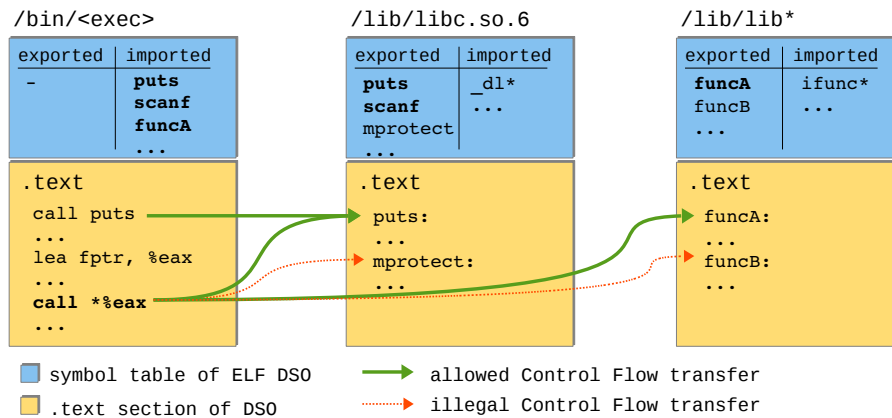 /bin/<exec>
exported imported
– puts
scanf
funcA
...
.text
call puts
...
lea fptr, %eax
...
call *%eax
...
/lib/libc.so.6
exported imported
puts _dl*
scanf ...
mprotect
...
.text
puts:
...
mprotect:
...
/lib/lib*
exported imported
funcA ifunc*
funcB ...
...
.text
funcA:
...
funcB:
...
symbol table of ELF DSO
.text section of DSO
allowed Control Flow transfer
illegal Control Flow transfer